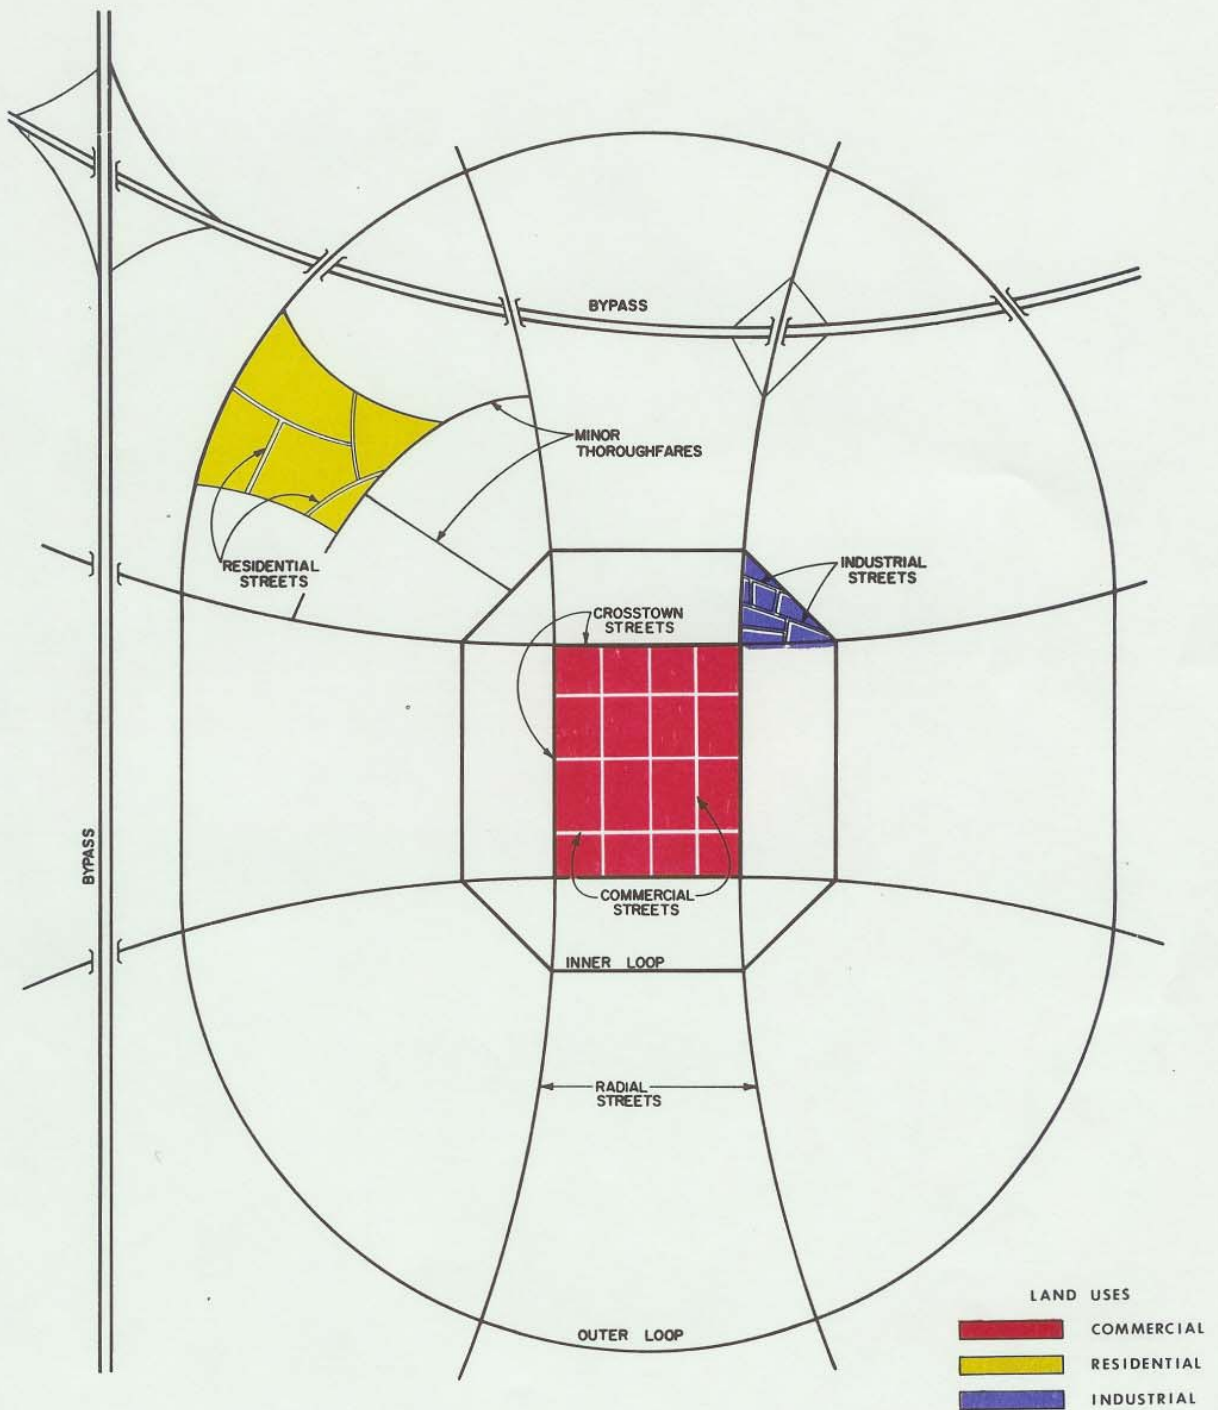 BYPASS
MINOR
THOROUGHFARES
RESIDENTIAL
STREETS
INDUSTRIAL
STREETS
CROSSTOWN
STREETS
BYPASS
COMMERCIAL
STREETS
INNER LOOP
RADIAL
STREETS
OUTER LOOP
LAND USES
COMMERCIAL
RESIDENTIAL
INDUSTRIAL